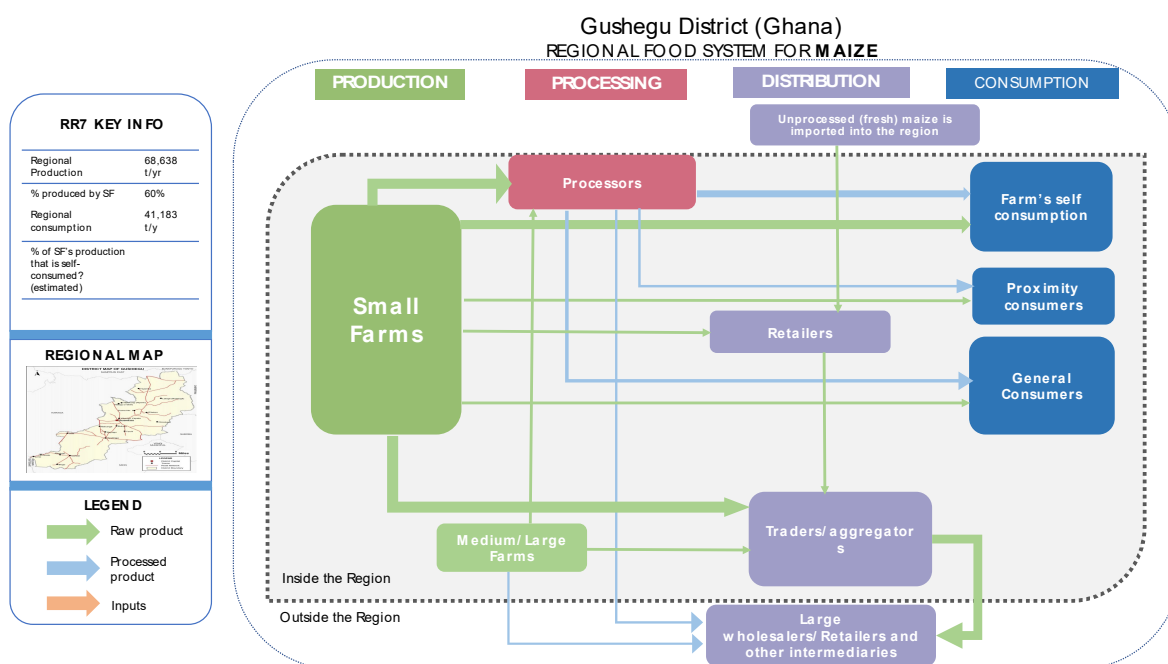 Gushegu District (Ghana)
REGIONAL FOOD SYSTEM FOR MAIZE
PRODUCTION
PROCESSING
DISTRIBUTION
CONSUMPTION
RR7 KEY INFO
Regional
Production
68,638
t/yr
% produced by SF
60%
Regional
consumption
41,183
t/y
% of SF's production
that is self-
consumed?
(estimated)
REGIONAL MAP
LEGEND
Raw product
Processed
product
Inputs
Unprocessed (fresh) maize is
imported into the region
Processors
Farm's self
consumption
Small
Farms
Proximity
consumers
Retailers
General
Consumers
Medium/ Large
Farms
Traders/ aggregator
s
Inside the Region
Outside the Region
Large
wholesalers/ Retailers and
other intermediaries